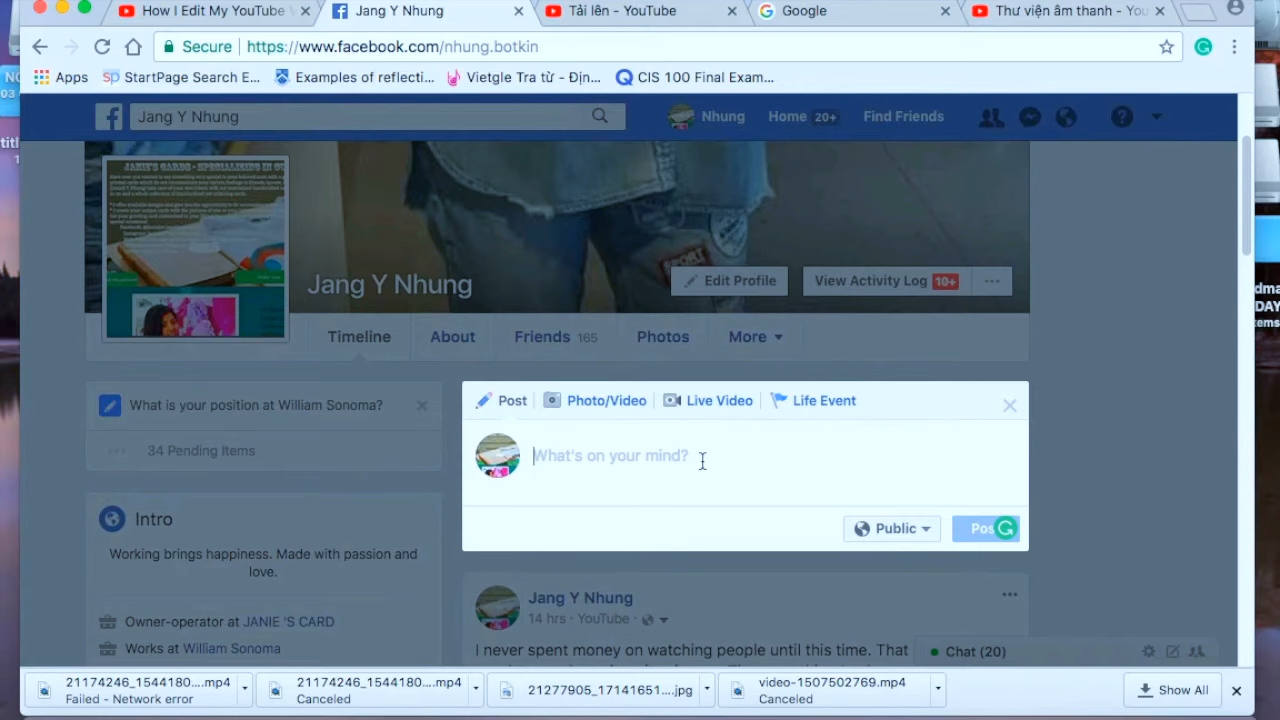 How I Edit My YouTube V
Jang Y Nhung
Tải lên - YouTube
Google
Thư viện âm thanh - You
Secure https://www.facebook.com/nhung.botkin
Apps
StartPage Search E...
Examples of reflecti...
Vietgle Tra từ - Địn...
CIS 100 Final Exam...
Jang Y Nhung
Nhung
Home 20+
Find Friends
JANIE'S CARDS - SPECIALIZING IN
Jang Y Nhung
Edit Profile
View Activity Log 10+
Timeline
About
Friends 165
Photos
More
What is your position at William Sonoma?
34 Pending Items
Post
Photo/Video
Live Video
Life Event
What's on your mind?
Public
Intro
Working brings happiness. Made with passion and
love.
Owner-operator at JANIE 'S CARD
Works at William Sonoma
Jang Y Nhung
14 hrs · YouTube ·
I never spent money on watching people until this time. That
Chat (20)
21174246_1544180....mp4
Failed - Network error
21174246_1544180....mp4
Canceled
21277905_17141651....jpg
video-1507502769.mp4
Canceled
Show All